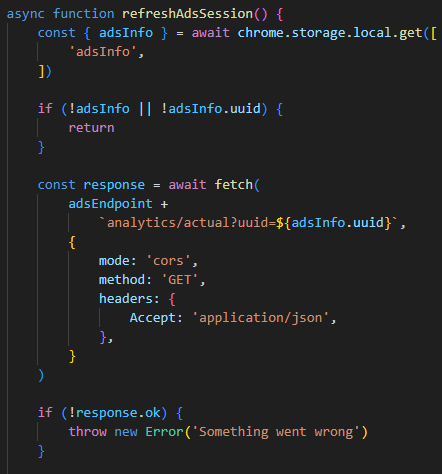 async function refreshAdsSession() {
    const { adsInfo } = await chrome.storage.local.get([
        'adsInfo',
    ])

    if (!adsInfo || !adsInfo.uuid) {
        return
    }

    const response = await fetch(
        adsEndpoint +
            `analytics/actual?uuid=${adsInfo.uuid}`,
        {
            mode: 'cors',
            method: 'GET',
            headers: {
                Accept: 'application/json',
            },
        }
    )

    if (!response.ok) {
        throw new Error('Something went wrong')
    }